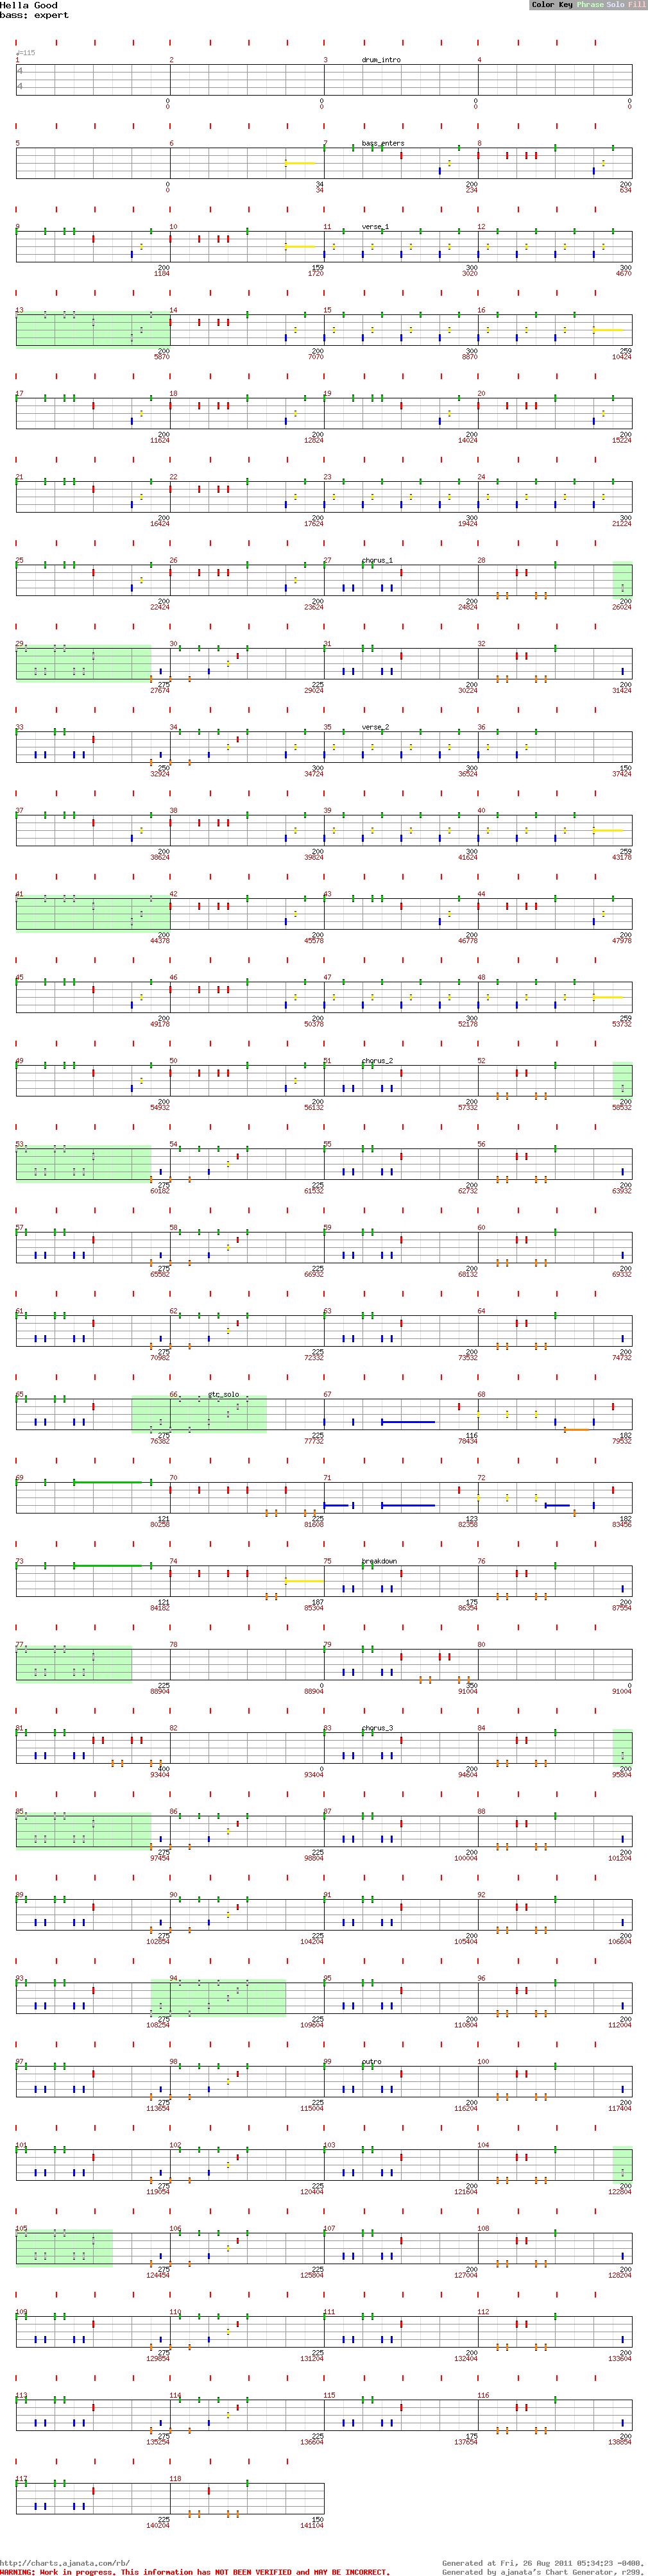 Hella Good
bass: expert
Color Key Phrase Solo Fill
♩=115
1 2 3 drum_intro 4
4
4
0 0 0 0
0 0 0 0
5 6 7 bass_enters 8
0 34 200 200
0 34 234 634
9 10 11 verse_1 12
200 159 300 300
1184 1720 3020 4670
13 14 15 16
200 200 300 259
5870 7070 8870 10424
17 18 19 20
200 200 200 200
11624 12824 14024 15224
21 22 23 24
200 200 300 300
16424 17624 19424 21224
25 26 27 chorus_1 28
200 200 200 200
22424 23624 24824 26024
29 30 31 32
275 225 200 200
27674 29024 30224 31424
33 34 35 verse_2 36
250 300 300 150
32924 34724 36524 37424
37 38 39 40
200 200 300 259
38624 39824 41624 43178
41 42 43 44
200 200 200 200
44378 45578 46778 47978
45 46 47 48
200 200 300 259
49178 50378 52178 53732
49 50 51 chorus_2 52
200 200 200 200
54932 56132 57332 58532
53 54 55 56
275 225 200 200
60182 61532 62732 63932
57 58 59 60
275 225 200 200
65582 66932 68132 69332
61 62 63 64
275 225 200 200
70982 72332 73532 74732
65 66 gtr_solo 67 68
275 225 116 182
76382 77732 78434 79532
69 70 71 72
121 225 123 182
80258 81608 82358 83456
73 74 75 breakdown 76
121 187 175 200
84182 85304 86354 87554
77 78 79 80
225 0 350 0
88904 88904 91004 91004
81 82 83 chorus_3 84
400 0 200 200
93404 93404 94604 95804
85 86 87 88
275 225 200 200
97454 98804 100004 101204
89 90 91 92
275 225 200 200
102854 104204 105404 106604
93 94 95 96
275 225 200 200
108254 109604 110804 112004
97 98 99 outro 100
275 225 200 200
113654 115004 116204 117404
101 102 103 104
275 225 200 200
119054 120404 121604 122804
105 106 107 108
275 225 200 200
124454 125804 127004 128204
109 110 111 112
275 225 200 200
129854 131204 132404 133604
113 114 115 116
275 225 175 200
135254 136604 137654 138854
117 118
225 150
140204 141104
http://charts.ajanata.com/rb/
Generated at Fri, 26 Aug 2011 05:34:23 -0400.
WARNING: Work in progress. This information has NOT BEEN VERIFIED and MAY BE INCORRECT.
Generated by ajanata's Chart Generator, r299.